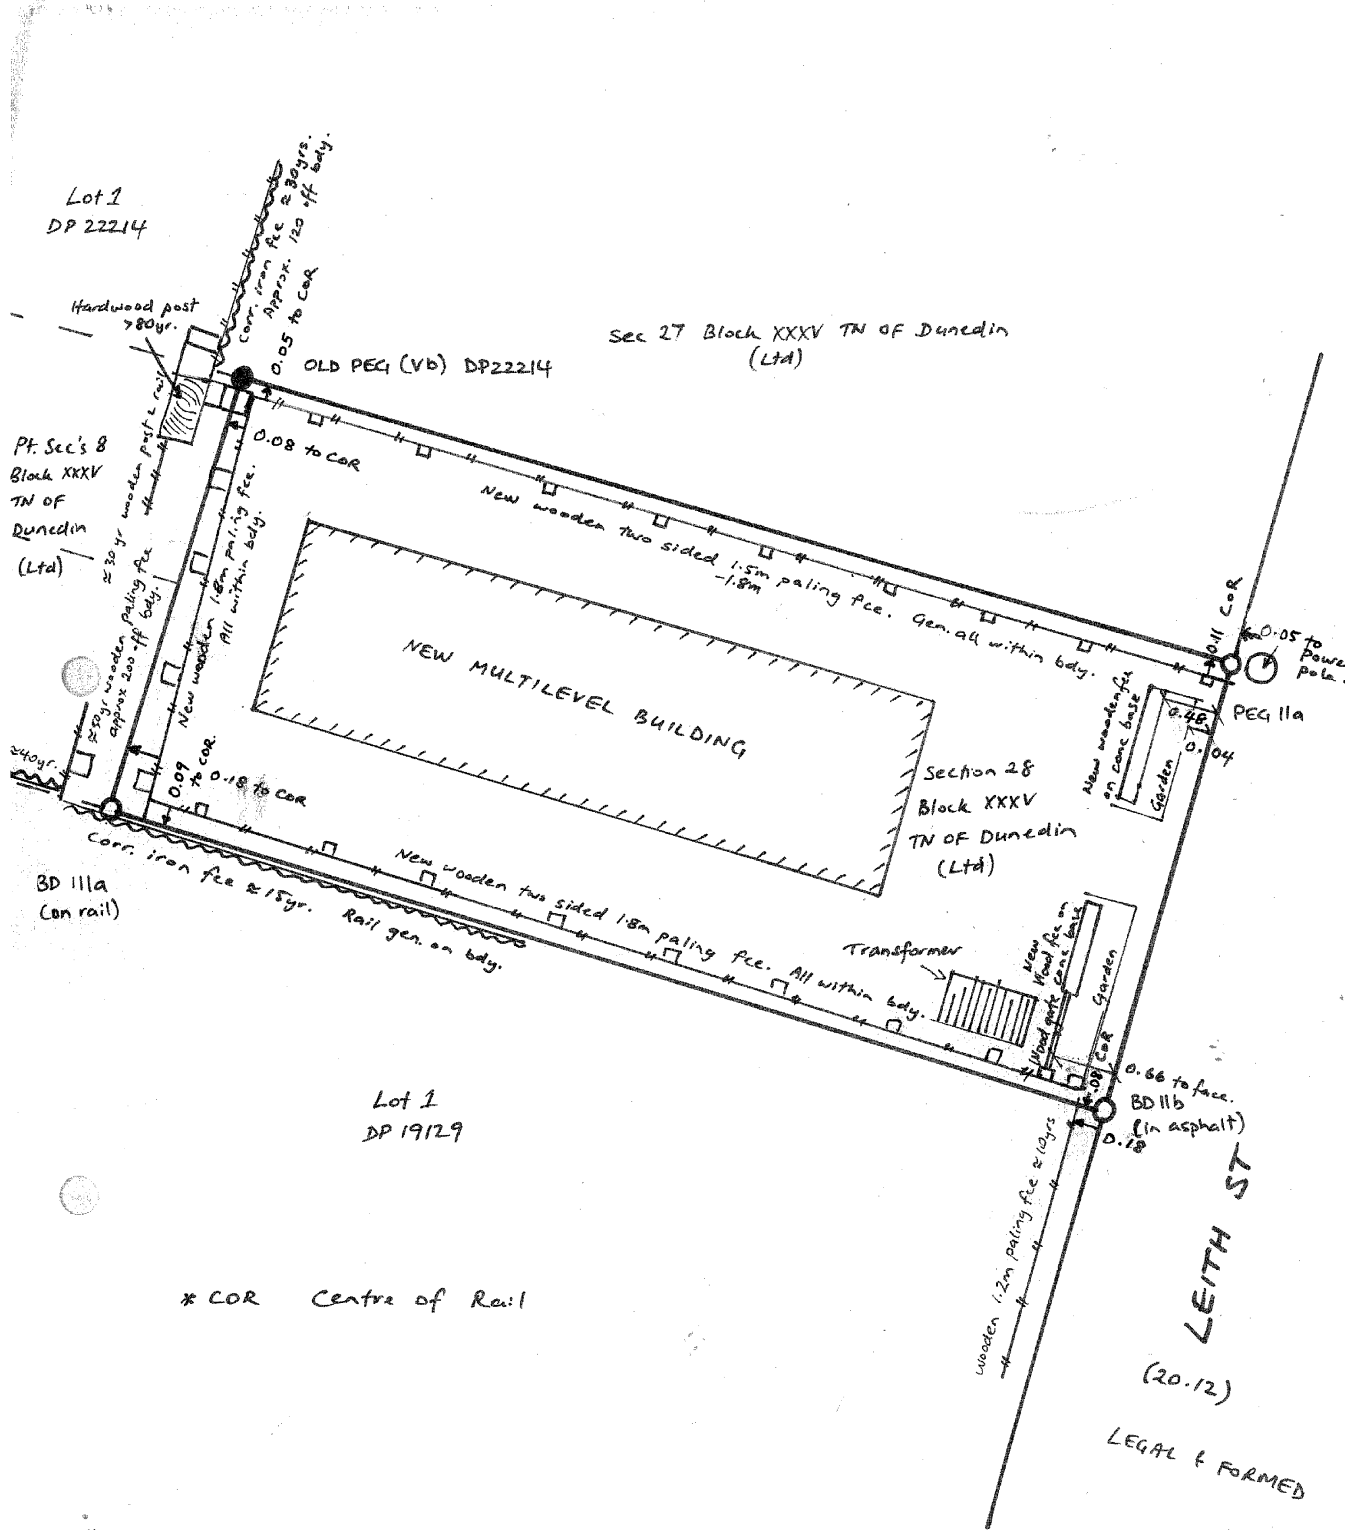 Lot 1
DP 22214
Corr. iron fce ≈ 30yrs.
Approx. 120 off bdy.
0.05 to COR
Hardwood post
>80yr.
OLD PEG (Vb) DP22214
Sec 27 Block XXXV TN OF Dunedin
(Ltd)
Pt. Sec's 8
Block XXXV
TN OF
Dunedin
(Ltd)
≈ 30 yr wooden post & rail
0.08 to COR
New wooden 1.8m paling fce.
All within bdy.
≈30yr wooden paling fce
approx 200 off bdy.
New wooden two sided 1.5m paling fce. Gen. all within bdy.
-1.8m
0.11 COR
0.05 to
Powe
Pole
PEG 11a
0.48
0.04
New wooden fce
on conc base
Garden
NEW MULTILEVEL BUILDING
Section 28
Block XXXV
TN OF Dunedin
(Ltd)
≈40yr.
0.09
to COR.
0.18 to COR
BD 111a
(on rail)
Corr. iron fce ≈ 15yr. Rail gen. on bdy.
New wooden two sided 1.8m paling fce. All within bdy.
Transformer
New
Wood fce on
conc base
Wood gate
Garden
.08 COR
0.66 to face.
BD 11b
(in asphalt)
0.18
Lot 1
DP 19129
wooden 1.2m paling fce ≈ 10yrs
LEITH ST
(20.12)
LEGAL & FORMED
* COR Centre of Rail